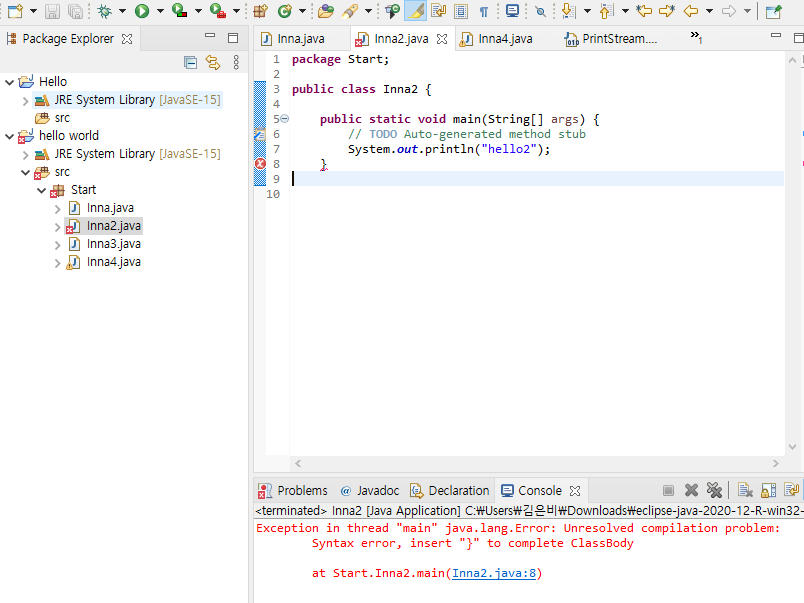 Package Explorer
Inna.java
Inna2.java
Inna4.java
PrintStream....
»1
Hello
JRE System Library [JavaSE-15]
src
hello world
JRE System Library [JavaSE-15]
src
Start
Inna.java
Inna2.java
Inna3.java
Inna4.java
1 package Start;
2
3 public class Inna2 {
4
5 public static void main(String[] args) {
6 // TODO Auto-generated method stub
7 System.out.println("hello2");
8 }
9
10
Problems @ Javadoc Declaration Console
<terminated> Inna2 [Java Application] C:₩Users₩김은비₩Downloads₩eclipse-java-2020-12-R-win32-
Exception in thread "main" java.lang.Error: Unresolved compilation problem:
Syntax error, insert "}" to complete ClassBody
at Start.Inna2.main(Inna2.java:8)